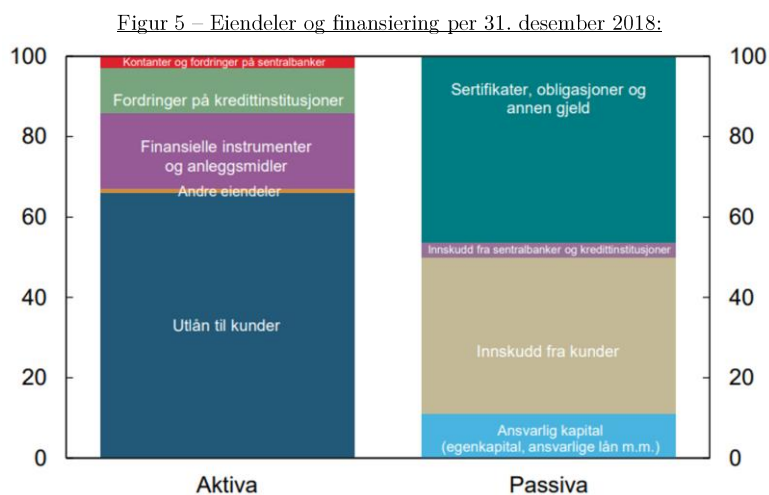 Figur 5 – Eiendeler og finansiering per 31. desember 2018:
100
80
60
40
20
0
Kontanter og fordringer på sentralbanker
Fordringer på kredittinstitusjoner
Finansielle instrumenter
og anleggsmidler
Andre eiendeler
Utlån til kunder
Sertifikater, obligasjoner og
annen gjeld
Innskudd fra sentralbanker og kredittinstitusjoner
Innskudd fra kunder
Ansvarlig kapital
(egenkapital, ansvarlige lån m.m.)
100
80
60
40
20
0
Aktiva
Passiva